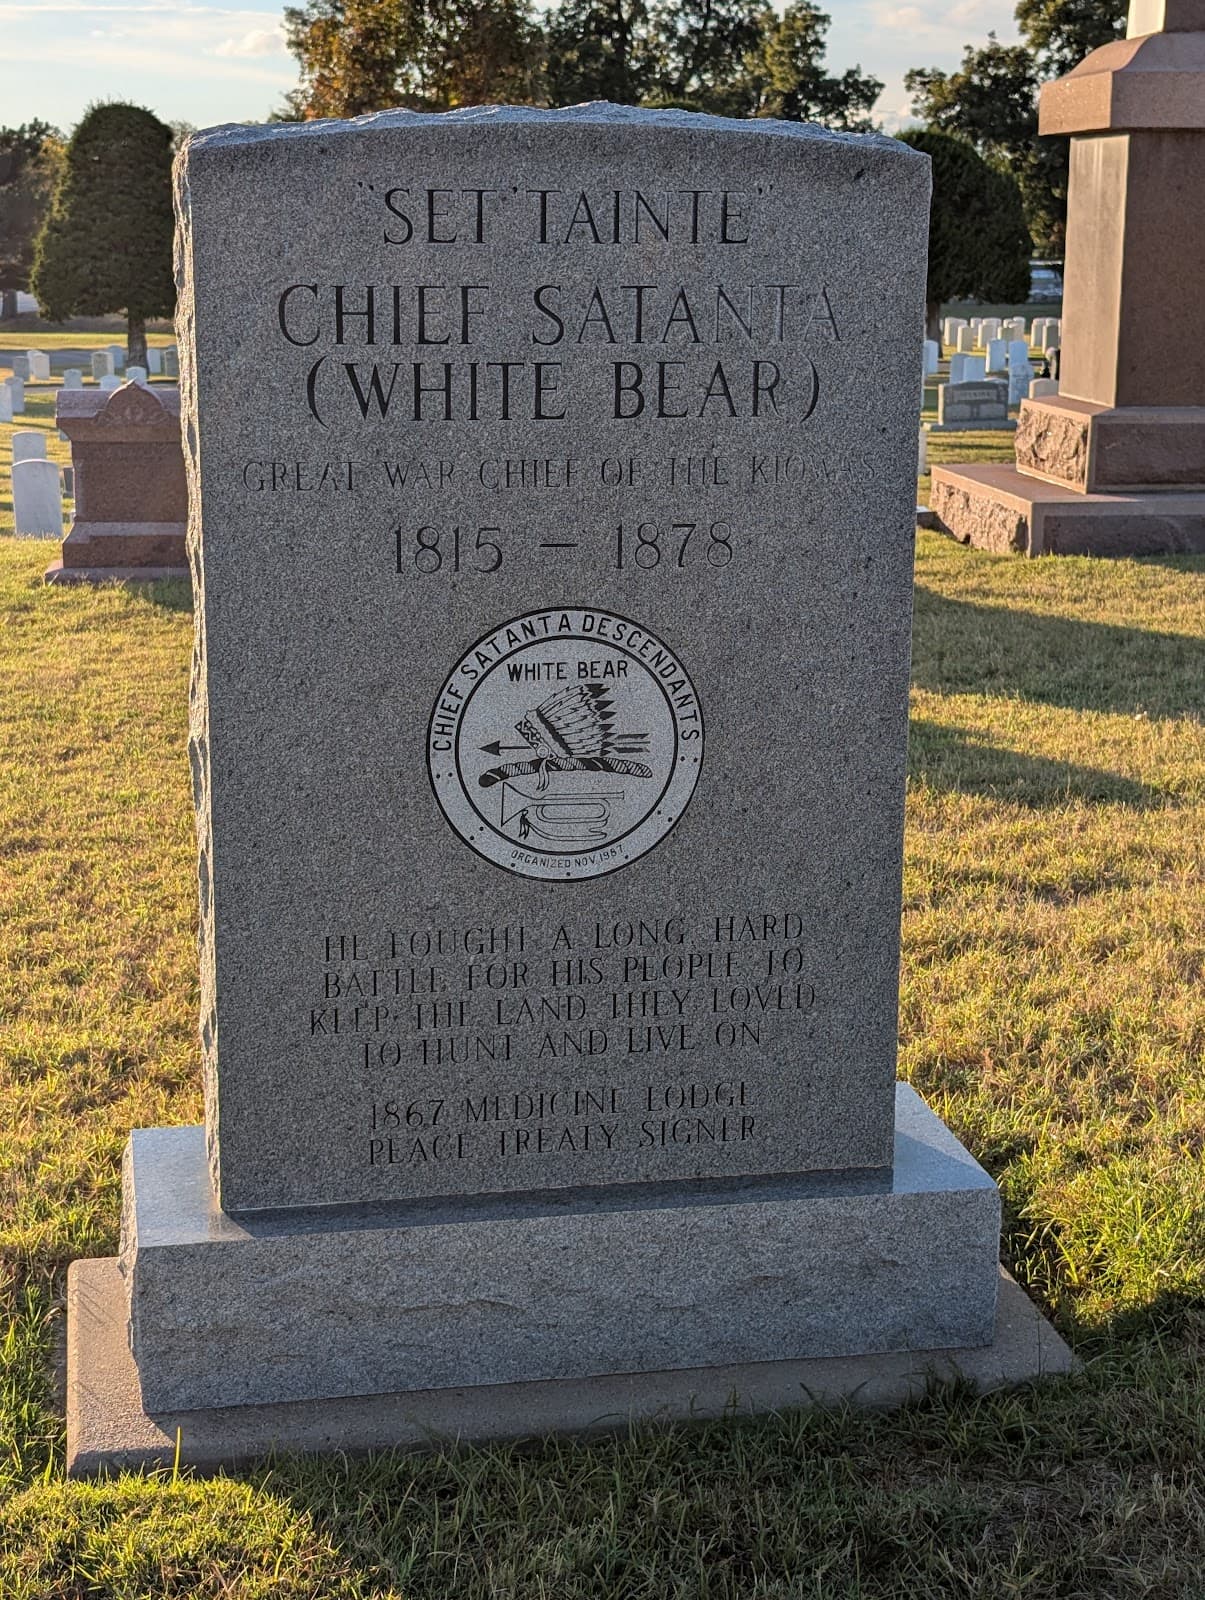 "SET'TAINTE"
CHIEF SATANTA
(WHITE BEAR)
GREAT WAR CHIEF OF THE KIOWAS
1815 – 1878
CHIEF SATANTA DESCENDANTS
WHITE BEAR
ORGANIZED NOV. 1987
HE FOUGHT A LONG, HARD
BATTLE FOR HIS PEOPLE TO
KEEP THE LAND THEY LOVED
TO HUNT AND LIVE ON
1867 MEDICINE LODGE
PEACE TREATY SIGNER